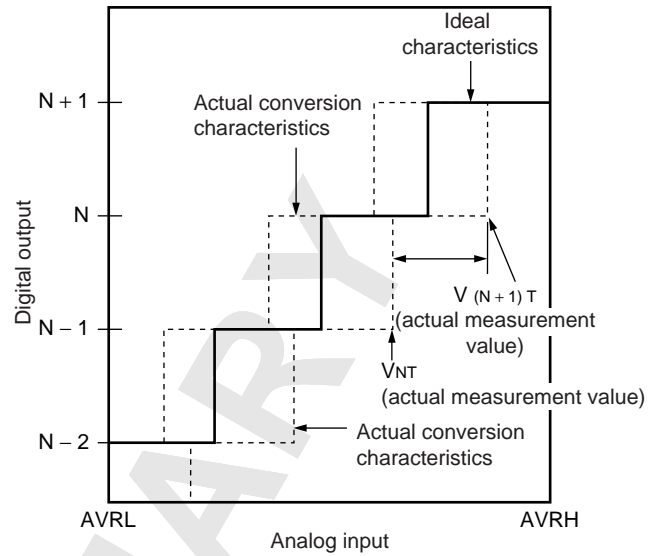 Ideal
characteristics
N + 1
Actual conversion
characteristics
N
Digital output
V (N + 1) T
(actual measurement
value)
N – 1
VNT
(actual measurement value)
Actual conversion
characteristics
N – 2
AVRL
AVRH
Analog input
ARY